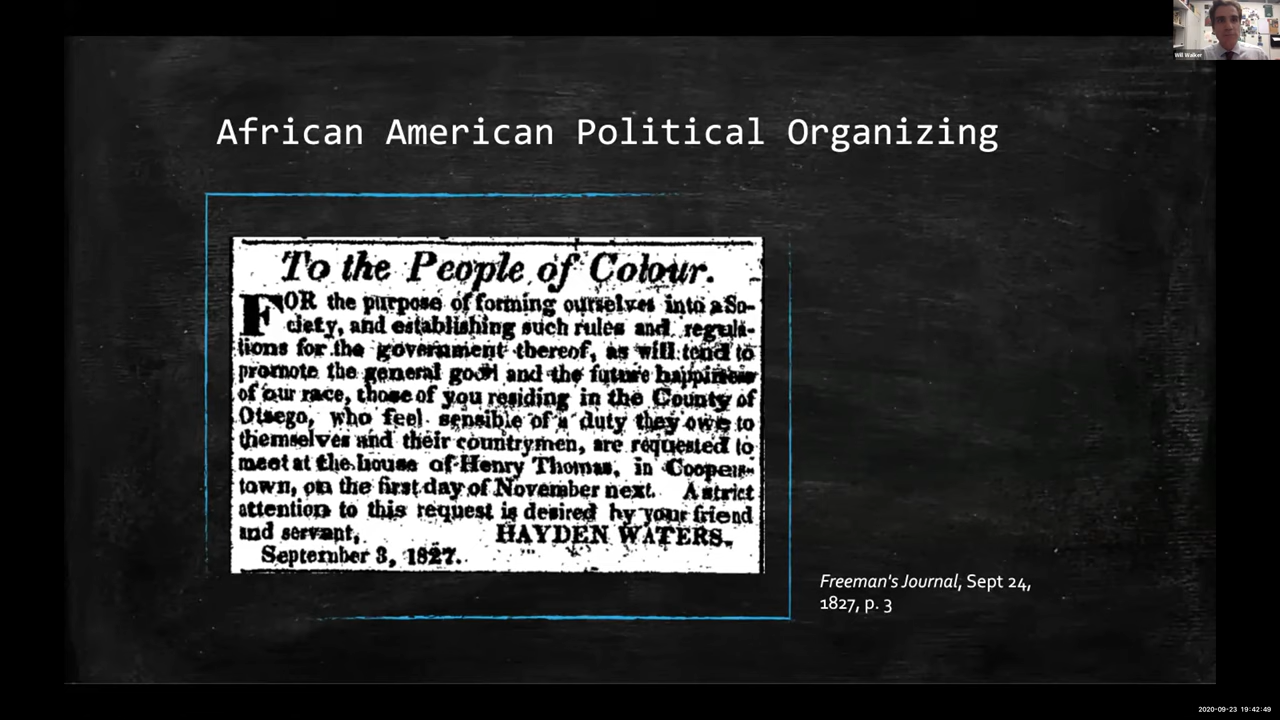 Will Walker
African American Political Organizing
To the People of Colour.
FOR the purpose of forming ourselves into a So-
ciety, and establishing such rules and regula-
tions for the government thereof, as will tend to
promote the general good and the future happiness
of our race, those of you residing in the County of
Otsego, who feel sensible of a duty they owe to
themselves and their countrymen, are requested to
meet at the house of Henry Thomas, in Coopers-
town, on the first day of November next. A strict
attention to this request is desired by your friend
and servant, HAYDEN WATERS.
September 3, 1827.
Freeman's Journal, Sept 24,
1827, p. 3
2020-09-23 19:42:49